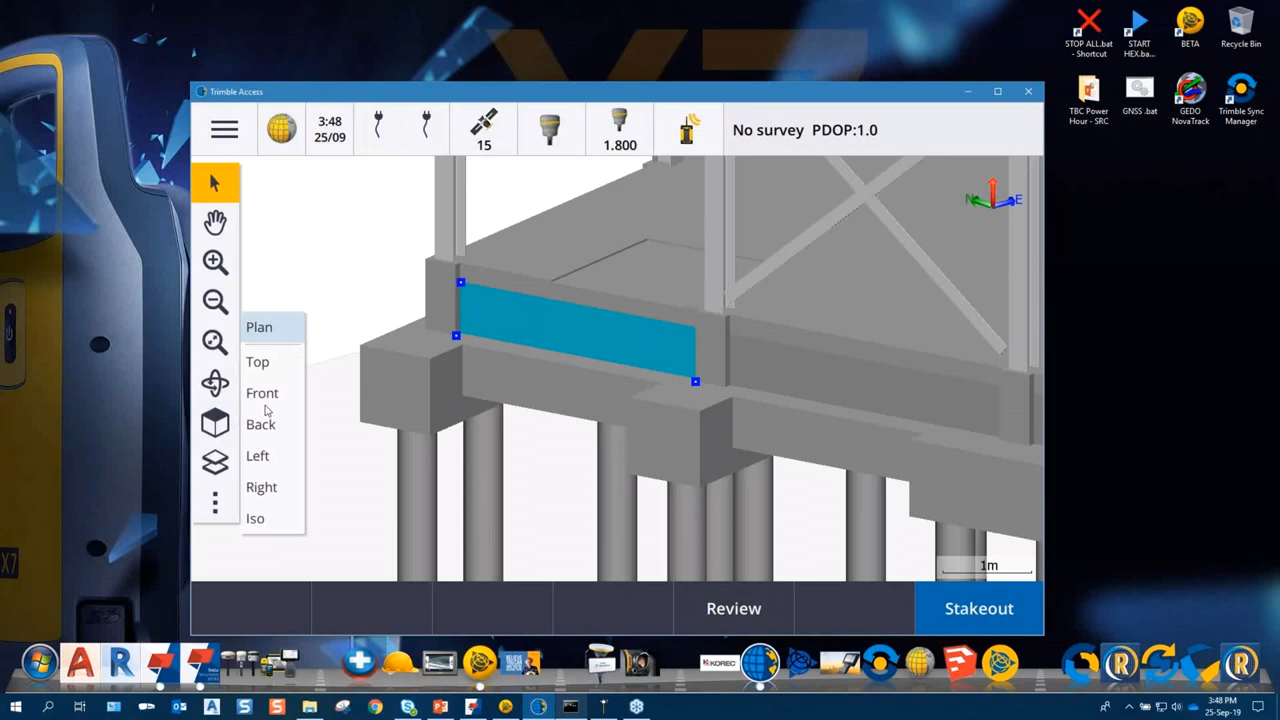 STOP ALL.bat
- Shortcut
START
HEX.ba...
BETA
Recycle Bin
TBC Power
Hour - SRC
GNSS .bat
GEDO
NovaTrack
Trimble Sync
Manager
Trimble Access
3:48
25/09
15
1.800
No survey PDOP:1.0
N
E
Plan
Top
Front
Back
Left
Right
Iso
1m
Review
Stakeout
X7
KOREC
3:48 PM
25-Sep-19